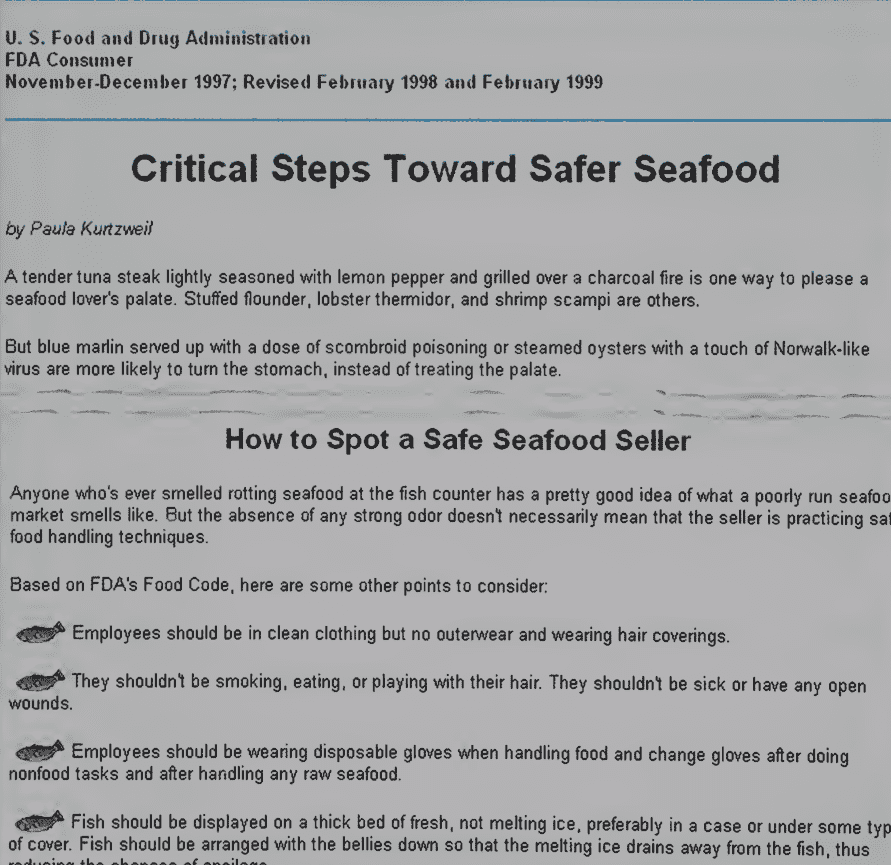 U. S. Food and Drug Administration
FDA Consumer
November-December 1997; Revised February 1998 and February 1999
Critical Steps Toward Safer Seafood
by Paula Kurtzweil
A tender tuna steak lightly seasoned with lemon pepper and grilled over a charcoal fire is one way to please a
seafood lover's palate. Stuffed flounder, lobster thermidor, and shrimp scampi are others.
But blue marlin served up with a dose of scombroid poisoning or steamed oysters with a touch of Norwalk-like
virus are more likely to turn the stomach, instead of treating the palate.
How to Spot a Safe Seafood Seller
Anyone who's ever smelled rotting seafood at the fish counter has a pretty good idea of what a poorly run seafoo
market smells like. But the absence of any strong odor doesn't necessarily mean that the seller is practicing saf
food handling techniques.
Based on FDA's Food Code, here are some other points to consider:
Employees should be in clean clothing but no outerwear and wearing hair coverings.
They shouldn't be smoking, eating, or playing with their hair. They shouldn't be sick or have any open
wounds.
Employees should be wearing disposable gloves when handling food and change gloves after doing
nonfood tasks and after handling any raw seafood.
Fish should be displayed on a thick bed of fresh, not melting ice, preferably in a case or under some typ
of cover. Fish should be arranged with the bellies down so that the melting ice drains away from the fish, thus
reducing the chances of spoilage.